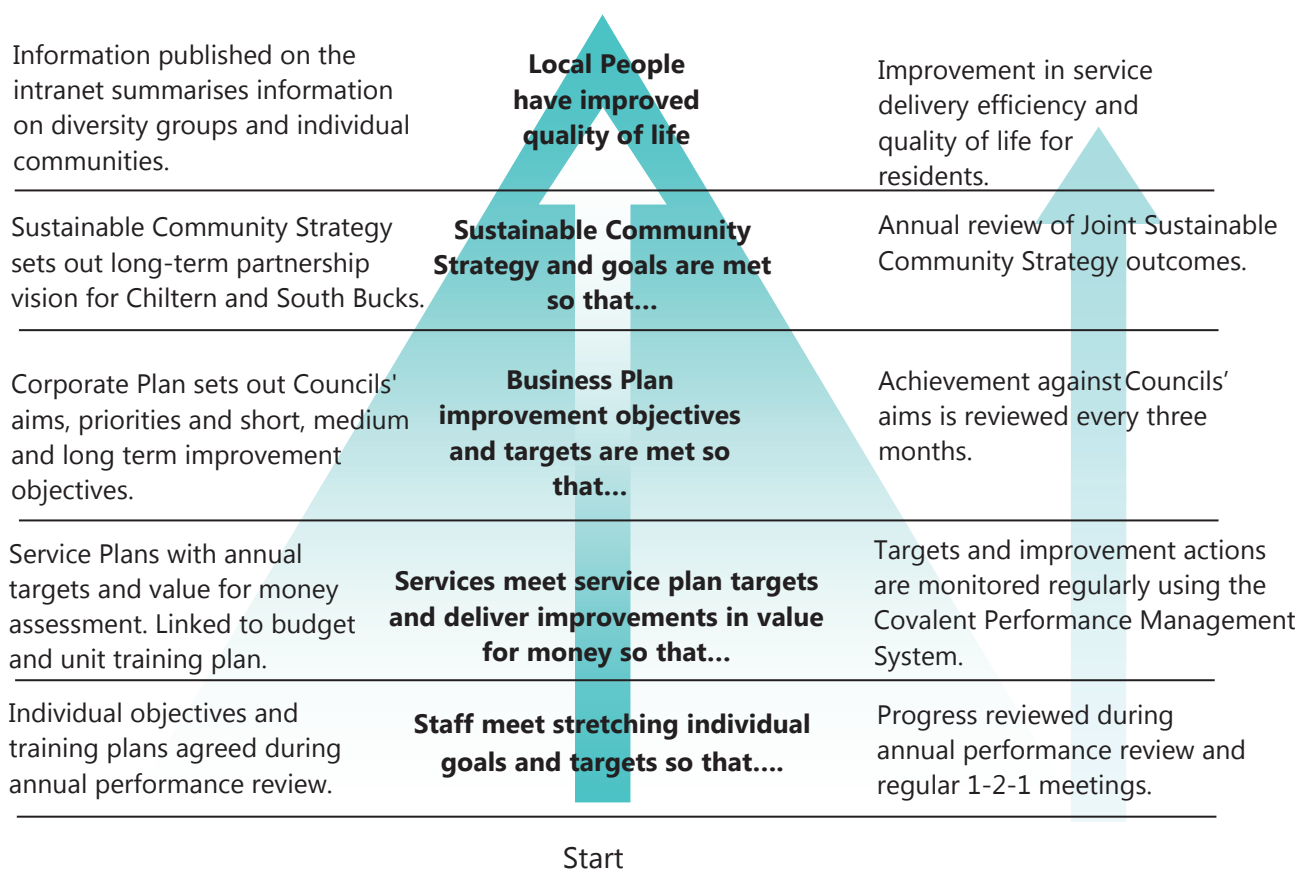 Information published on the
intranet summarises information
on diversity groups and individual
communities.
Local People
have improved
quality of life
Improvement in service
delivery efficiency and
quality of life for
residents.
Sustainable Community Strategy
sets out long-term partnership
vision for Chiltern and South Bucks.
Sustainable Community
Strategy and goals are met
so that…
Annual review of Joint Sustainable
Community Strategy outcomes.
Corporate Plan sets out Councils'
aims, priorities and short, medium
and long term improvement
objectives.
Business Plan
improvement objectives
and targets are met so
that…
Achievement against Councils’
aims is reviewed every three
months.
Service Plans with annual
targets and value for money
assessment. Linked to budget
and unit training plan.
Services meet service plan targets
and deliver improvements in value
for money so that…
Targets and improvement actions
are monitored regularly using the
Covalent Performance Management
System.
Individual objectives and
training plans agreed during
annual performance review.
Staff meet stretching individual
goals and targets so that….
Progress reviewed during
annual performance review and
regular 1-2-1 meetings.
Start